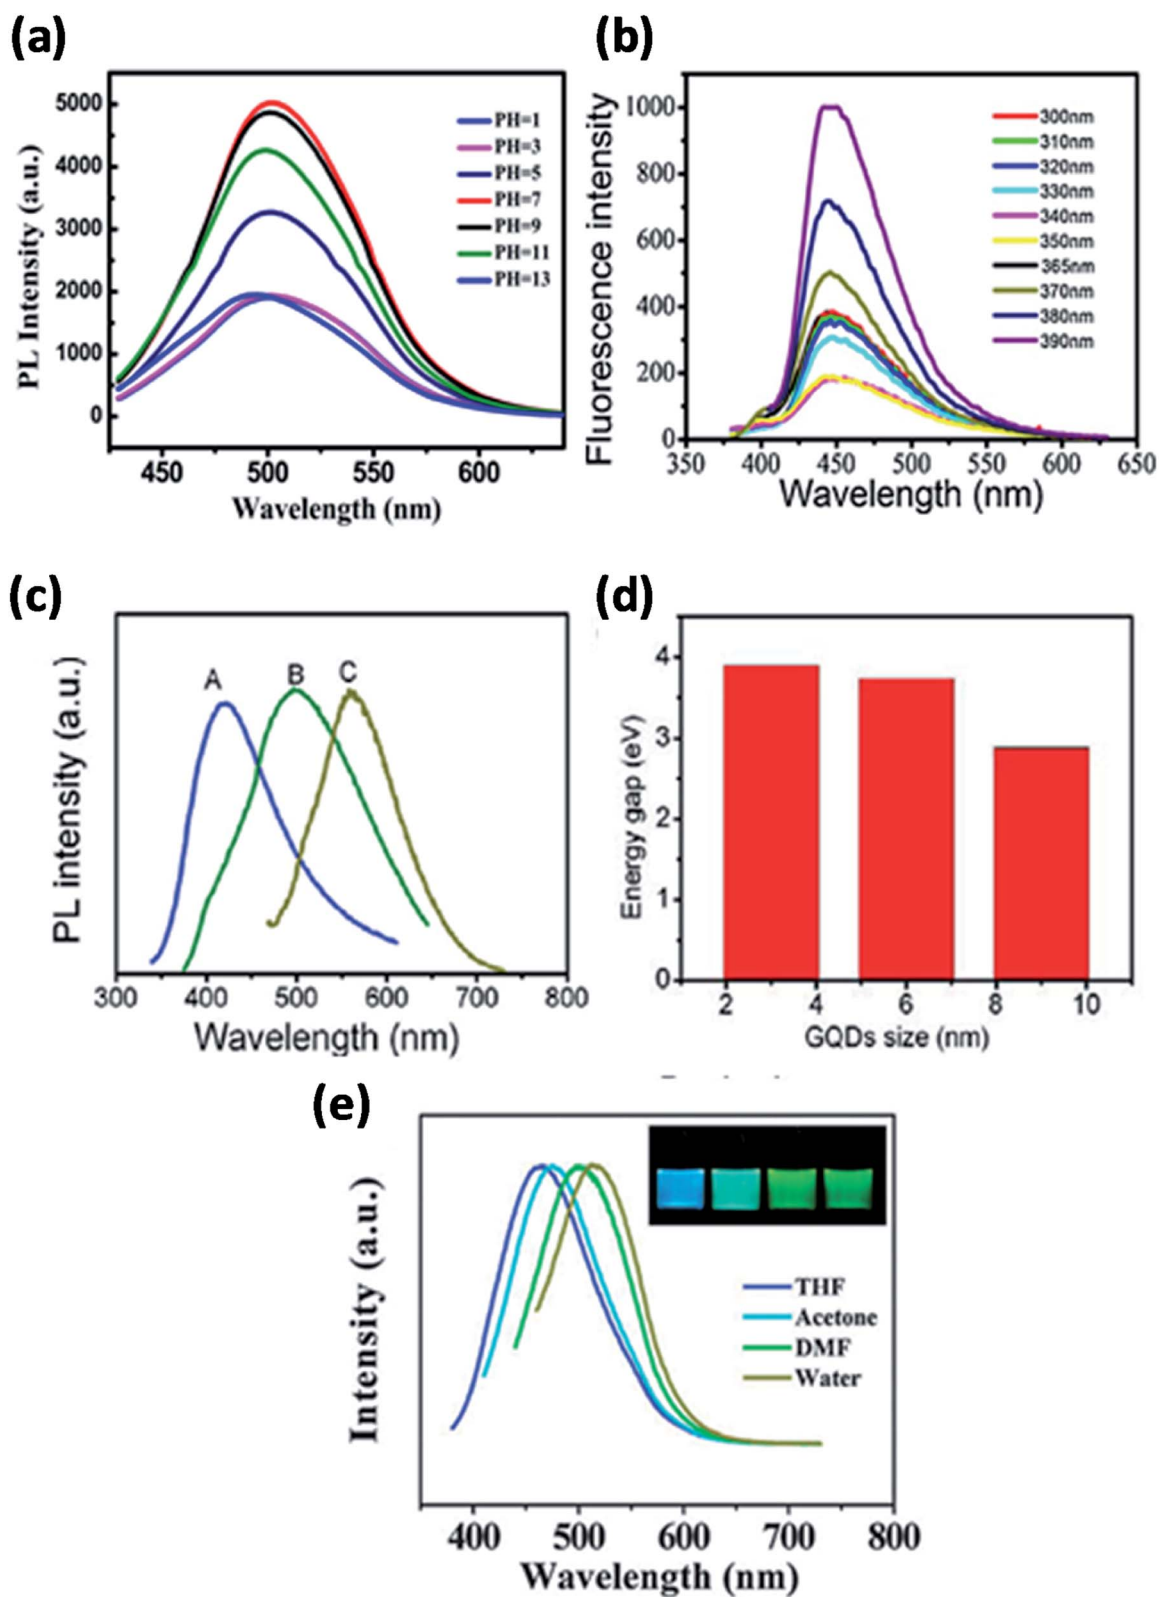 (a)
PL Intensity (a.u.)
5000
4000
3000
2000
1000
0
PH=1
PH=3
PH=5
PH=7
PH=9
PH=11
PH=13
450 500 550 600
Wavelength (nm)
(b)
Fluorescence intensity
1000
800
600
400
200
0
300nm
310nm
320nm
330nm
340nm
350nm
365nm
370nm
380nm
390nm
350 400 450 500 550 600 650
Wavelength (nm)
(c)
PL intensity (a.u.)
A B C
300 400 500 600 700 800
Wavelength (nm)
(d)
Energy gap (eV)
4
3
2
1
0
2 4 6 8 10
GQDs size (nm)
(e)
Intensity (a.u.)
THF
Acetone
DMF
Water
400 500 600 700 800
Wavelength (nm)